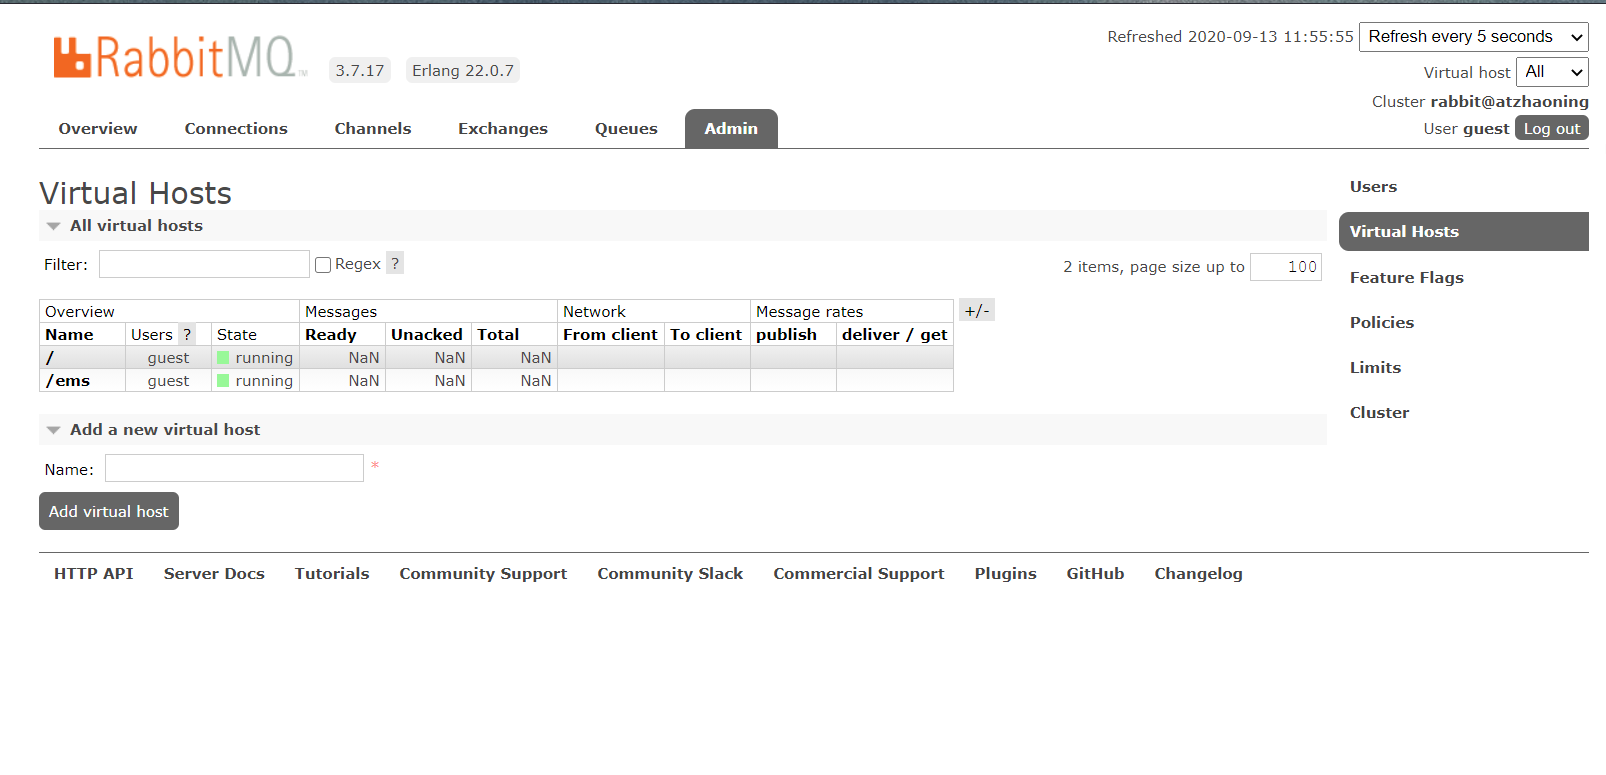 RabbitMQ™ 3.7.17 Erlang 22.0.7
Refreshed 2020-09-13 11:55:55 Refresh every 5 seconds
Virtual host All
Cluster rabbit@atzhaoning
User guest Log out
Overview Connections Channels Exchanges Queues Admin
Virtual Hosts
All virtual hosts
Filter: Regex ?
2 items, page size up to 100
Overview Messages Network Message rates +/-
Name Users ? State Ready Unacked Total From client To client publish deliver / get
/ guest running NaN NaN NaN
/ems guest running NaN NaN NaN
Add a new virtual host
Name: *
Add virtual host
Users
Virtual Hosts
Feature Flags
Policies
Limits
Cluster
HTTP API Server Docs Tutorials Community Support Community Slack Commercial Support Plugins GitHub Changelog